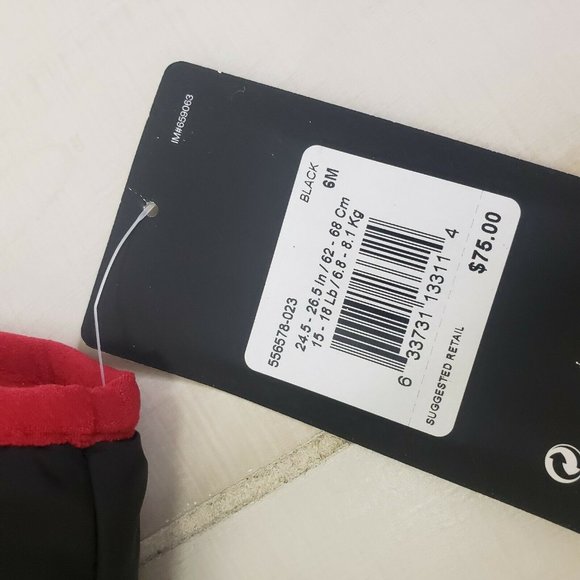 IM#659063
556578-023 BLACK
24.5 - 26.5 In / 62 - 68 Cm 6M
15 - 18 Lb / 6.8 - 8.1 Kg
6 33731 13311 4
SUGGESTED RETAIL $75.00